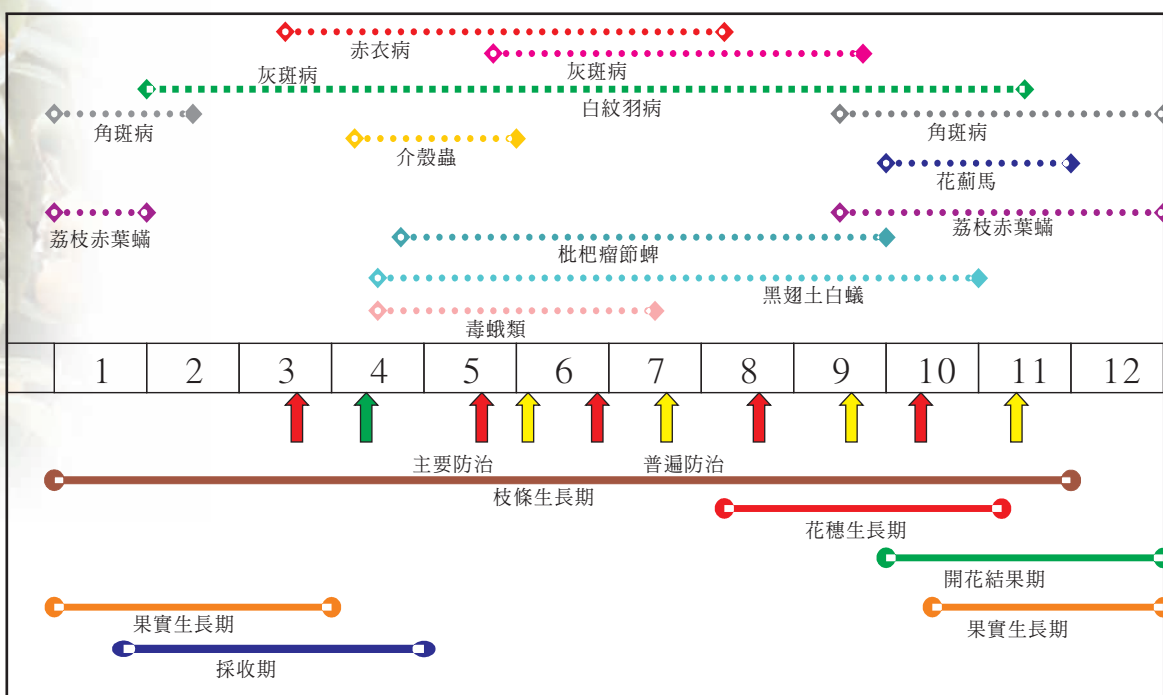 赤衣病
灰斑病
灰斑病
白紋羽病
角斑病
角斑病
介殼蟲
花薊馬
荔枝赤葉蟎
荔枝赤葉蟎
枇杷瘤節蜱
黑翅土白蟻
毒蛾類
1 2 3 4 5 6 7 8 9 10 11 12
主要防治 普遍防治
枝條生長期
花穗生長期
開花結果期
果實生長期
果實生長期
採收期